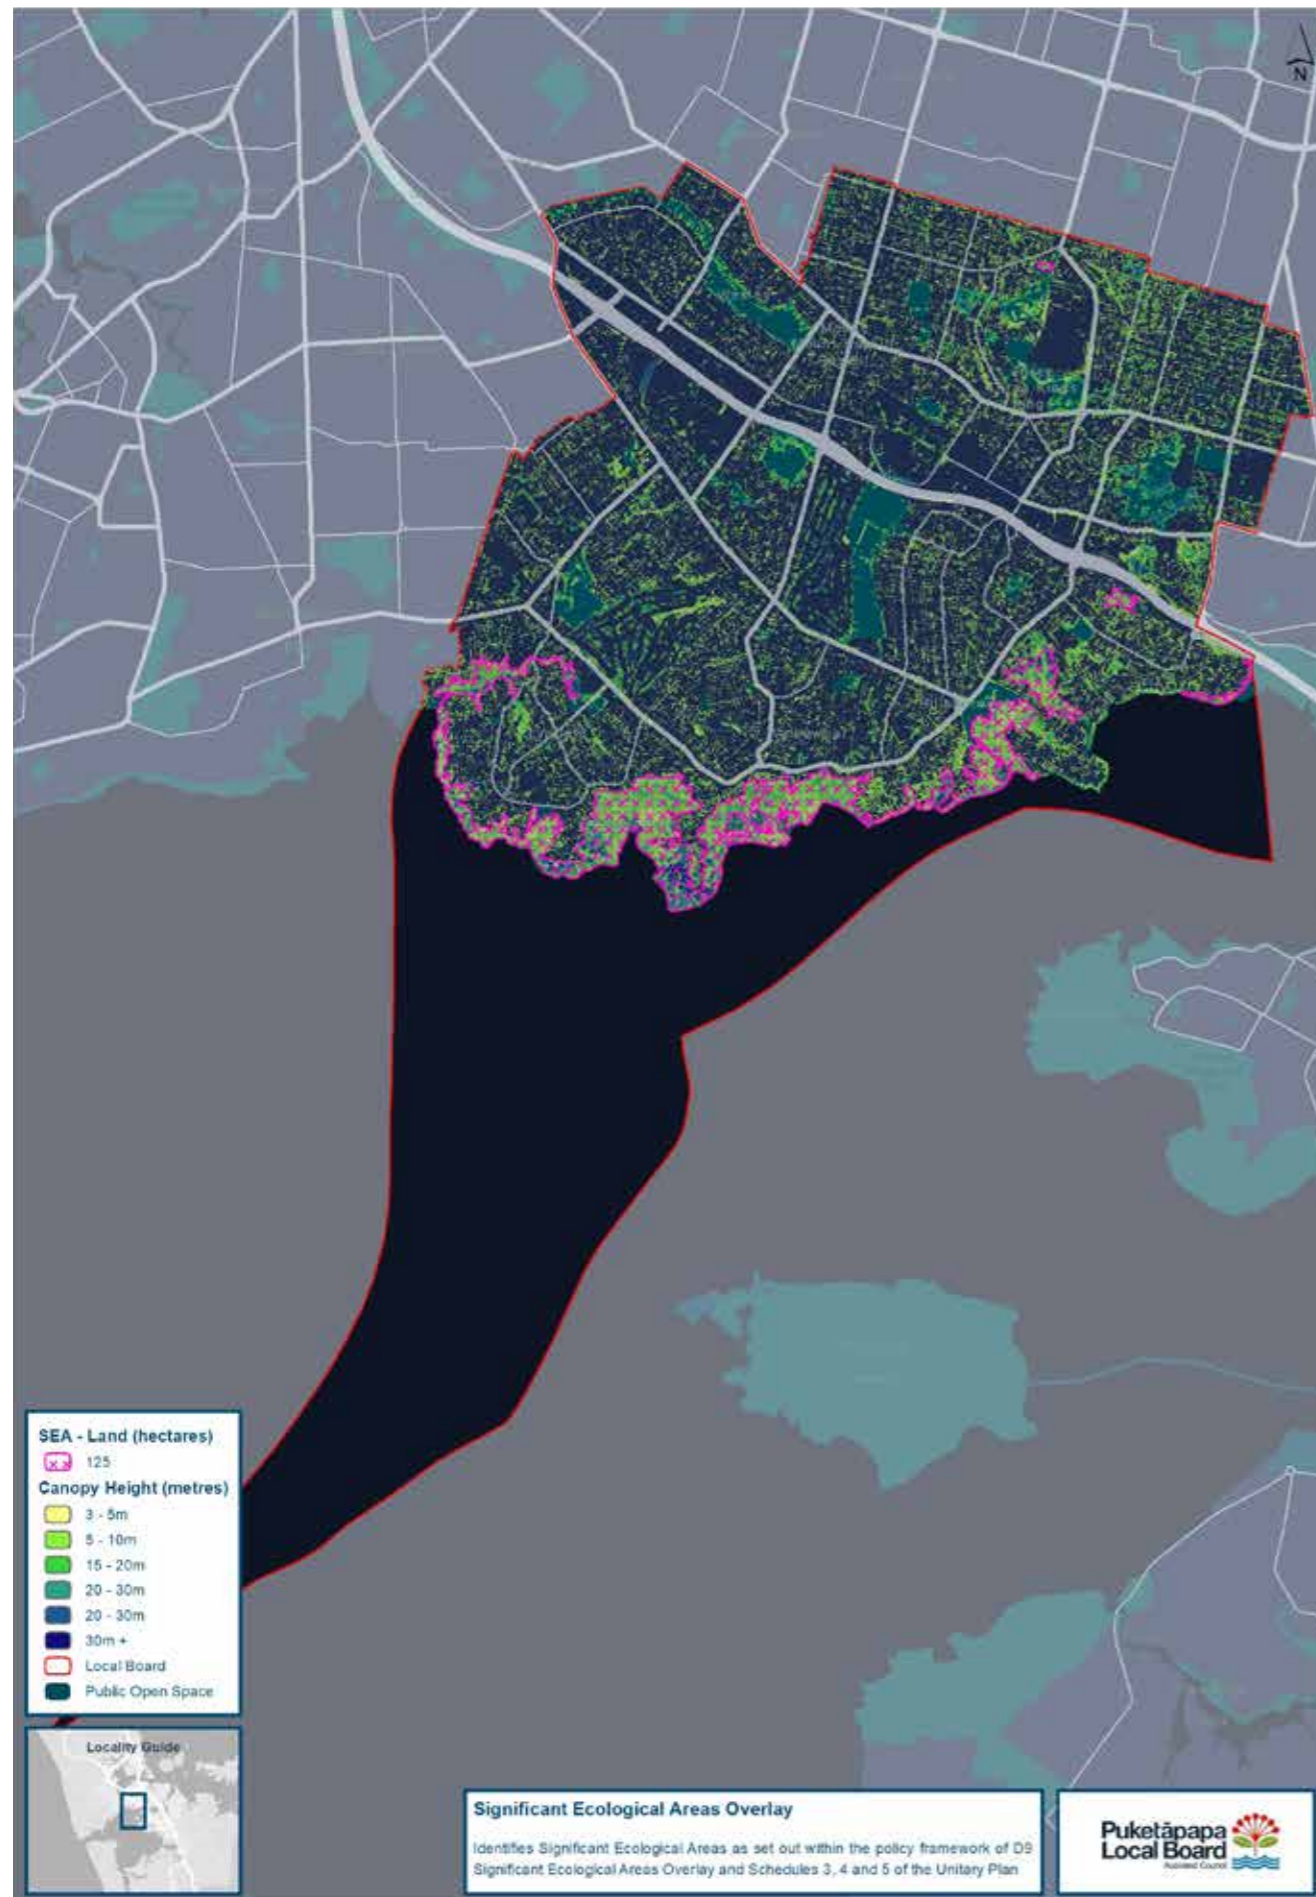 N
SEA - Land (hectares)
125
Canopy Height (metres)
3 - 5m
5 - 10m
15 - 20m
20 - 30m
20 - 30m
30m +
Local Board
Public Open Space
Locality Guide
Significant Ecological Areas Overlay
Identifies Significant Ecological Areas as set out within the policy framework of D9
Significant Ecological Areas Overlay and Schedules 3, 4 and 5 of the Unitary Plan
Puketāpapa
Local Board
Auckland Council